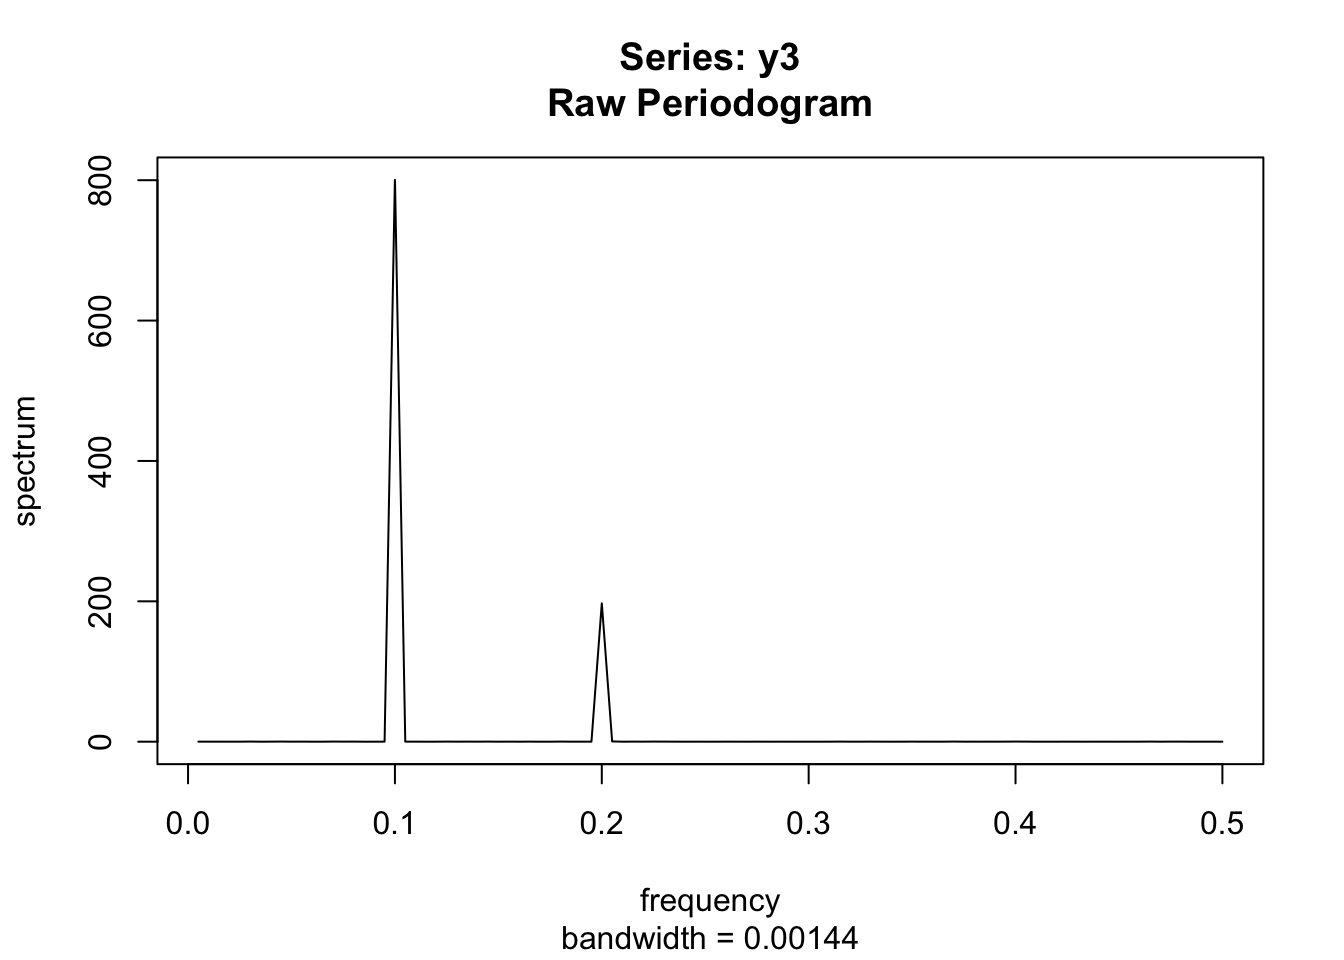 Series: y3
Raw Periodogram
spectrum
800
600
400
200
0
0.0 0.1 0.2 0.3 0.4 0.5
frequency
bandwidth = 0.00144